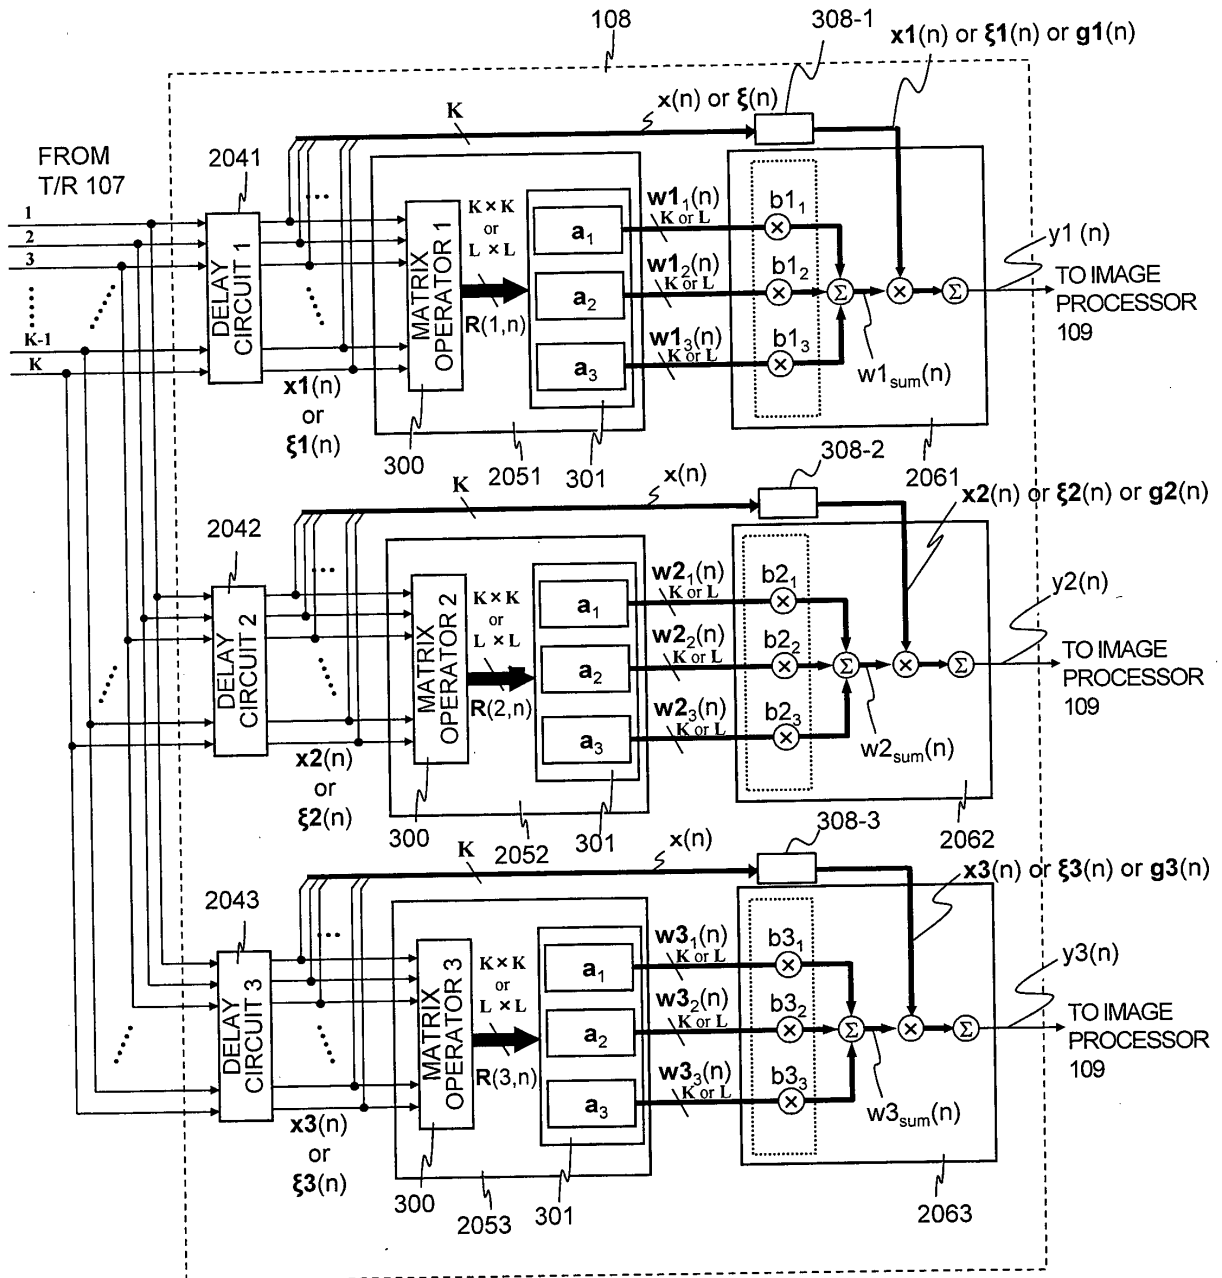 108
308-1
x1(n) or ξ1(n) or g1(n)
K
x(n) or ξ(n)
FROM
T/R 107
2041
1
2
3
K-1
K
DELAY
CIRCUIT 1
x1(n)
or
ξ1(n)
MATRIX
OPERATOR 1
K × K
or
L × L
R(1,n)
a1
a2
a3
w1₁(n)
K or L
w1₂(n)
K or L
w1₃(n)
K or L
b1₁
b1₂
b1₃
Σ
Σ
w1sum(n)
y1(n)
TO IMAGE
PROCESSOR
109
300
2051
301
2061
308-2
K
x(n)
x2(n) or ξ2(n) or g2(n)
2042
DELAY
CIRCUIT 2
x2(n)
or
ξ2(n)
MATRIX
OPERATOR 2
K × K
or
L × L
R(2,n)
a1
a2
a3
w2₁(n)
K or L
w2₂(n)
K or L
w2₃(n)
K or L
b2₁
b2₂
b2₃
Σ
Σ
w2sum(n)
y2(n)
TO IMAGE
PROCESSOR
109
300
2052
301
2062
308-3
K
x(n)
x3(n) or ξ3(n) or g3(n)
2043
DELAY
CIRCUIT 3
x3(n)
or
ξ3(n)
MATRIX
OPERATOR 3
K × K
or
L × L
R(3,n)
a1
a2
a3
w3₁(n)
K or L
w3₂(n)
K or L
w3₃(n)
K or L
b3₁
b3₂
b3₃
Σ
Σ
w3sum(n)
y3(n)
TO IMAGE
PROCESSOR
109
300
2053
301
2063